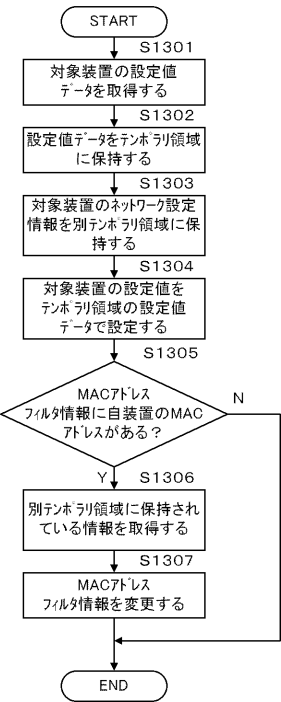 START
S1301
対象装置の設定値
データを取得する
S1302
設定値データをテンポラリ領域
に保持する
S1303
対象装置のネットワーク設定
情報を別テンポラリ領域に保
持する
S1304
対象装置の設定値を
テンポラリ領域の設定値
データで設定する
S1305
MACアドレス
フィルタ情報に自装置のMAC
アドレスがある？
N
Y
S1306
別テンポラリ領域に保持され
ている情報を取得する
S1307
MACアドレス
フィルタ情報を変更する
END